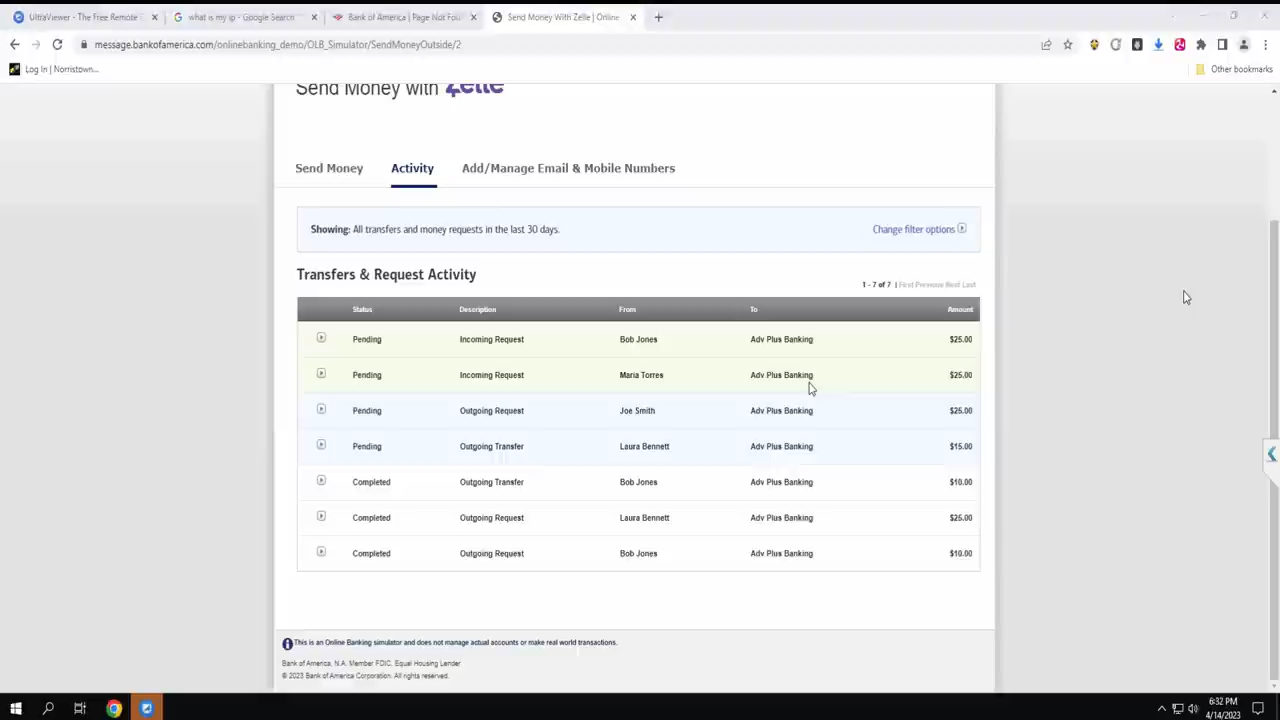 UltraViewer - The Free Remote
what is my ip - Google Search
Bank of America | Page Not Fou
Send Money With Zelle | Online
message.bankofamerica.com/onlinebanking_demo/OLB_Simulator/SendMoneyOutside/2
Log In | Norristown...
Other bookmarks
Send Money with Zelle
Send Money
Activity
Add/Manage Email & Mobile Numbers
Showing: All transfers and money requests in the last 30 days.
Change filter options
Transfers & Request Activity
1 - 7 of 7 | First Previous Next Last
Status Description From To Amount
Pending Incoming Request Bob Jones Adv Plus Banking $25.00
Pending Incoming Request Maria Torres Adv Plus Banking $25.00
Pending Outgoing Request Joe Smith Adv Plus Banking $25.00
Pending Outgoing Transfer Laura Bennett Adv Plus Banking $15.00
Completed Outgoing Transfer Bob Jones Adv Plus Banking $10.00
Completed Outgoing Request Laura Bennett Adv Plus Banking $25.00
Completed Outgoing Request Bob Jones Adv Plus Banking $10.00
This is an Online Banking simulator and does not manage actual accounts or make real world transactions.
Bank of America, N.A. Member FDIC. Equal Housing Lender
© 2023 Bank of America Corporation. All rights reserved.
6:32 PM
4/14/2023